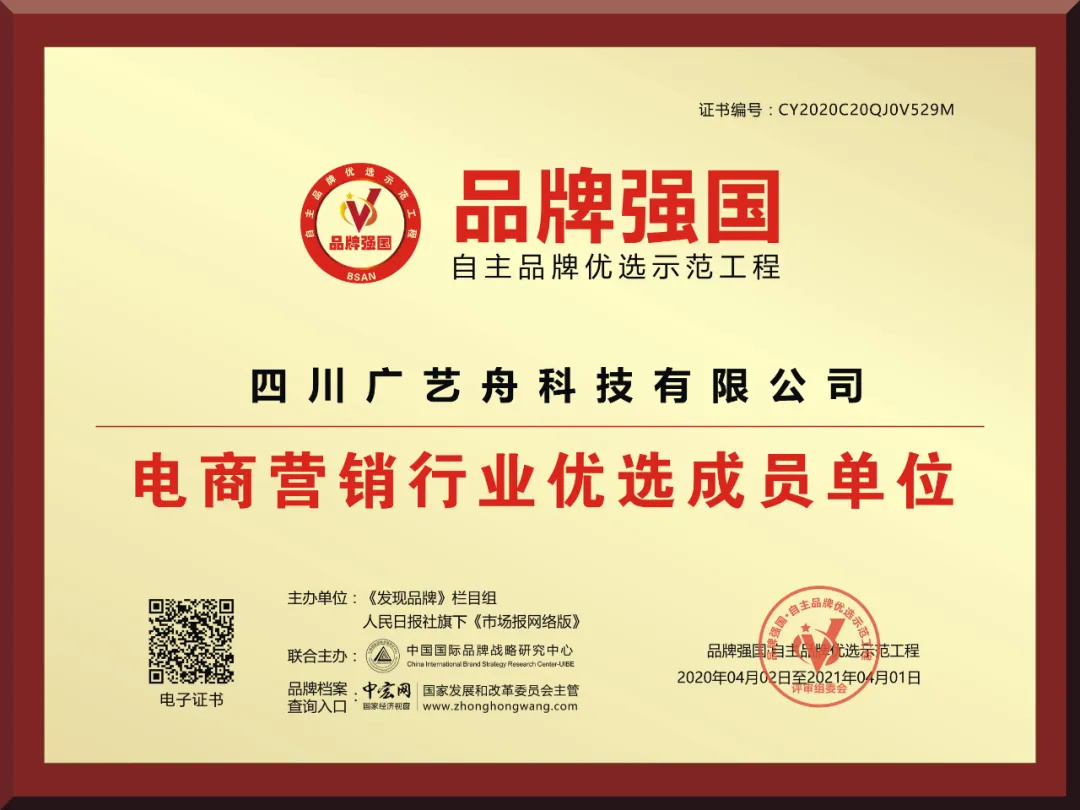 证书编号：CY2020C20QJ0V529M
自主品牌优选示范工程
品牌强国
BSAN
品牌强国
自主品牌优选示范工程
四川广艺舟科技有限公司
电商营销行业优选成员单位
电子证书
主办单位：《发现品牌》栏目组
人民日报社旗下《市场报网络版》
联合主办：中国国际品牌战略研究中心
China International Brand Strategy Research Center-UIBE
品牌档案
查询入口：中宏网
国家经济视窗
国家发展和改革委员会主管
www.zhonghongwang.com
品牌强国·自主品牌优选示范工程
2020年04月02日至2021年04月01日
品牌强国·自主品牌优选示范工程
评审组委会